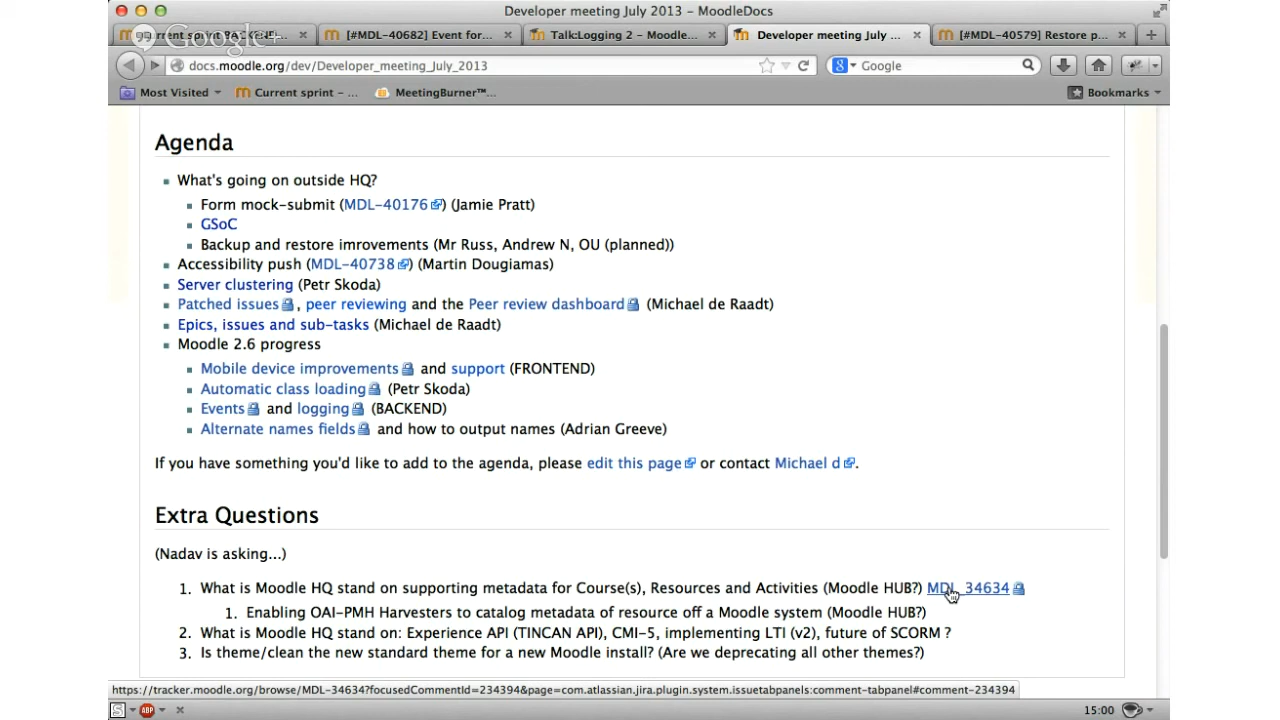 Developer meeting July 2013 – MoodleDocs
Google+
[#MDL-40682] Event for...
Talk:Logging 2 – Moodle...
Developer meeting July ...
[#MDL-40579] Restore p...
docs.moodle.org/dev/Developer_meeting_July_2013
Google
Most Visited
Current sprint – ...
MeetingBurner™...
Bookmarks
Agenda
What's going on outside HQ?
Form mock-submit (MDL-40176) (Jamie Pratt)
GSoC
Backup and restore imrovements (Mr Russ, Andrew N, OU (planned))
Accessibility push (MDL-40738) (Martin Dougiamas)
Server clustering (Petr Skoda)
Patched issues, peer reviewing and the Peer review dashboard (Michael de Raadt)
Epics, issues and sub-tasks (Michael de Raadt)
Moodle 2.6 progress
Mobile device improvements and support (FRONTEND)
Automatic class loading (Petr Skoda)
Events and logging (BACKEND)
Alternate names fields and how to output names (Adrian Greeve)
If you have something you'd like to add to the agenda, please edit this page or contact Michael d.
Extra Questions
(Nadav is asking...)
1. What is Moodle HQ stand on supporting metadata for Course(s), Resources and Activities (Moodle HUB?) MDL-34634
1. Enabling OAI-PMH Harvesters to catalog metadata of resource off a Moodle system (Moodle HUB?)
2. What is Moodle HQ stand on: Experience API (TINCAN API), CMI-5, implementing LTI (v2), future of SCORM ?
3. Is theme/clean the new standard theme for a new Moodle install? (Are we deprecating all other themes?)
https://tracker.moodle.org/browse/MDL-34634?focusedCommentId=234394&page=com.atlassian.jira.plugin.system.issuetabpanels:comment-tabpanel#comment-234394
S
ABP
15:00